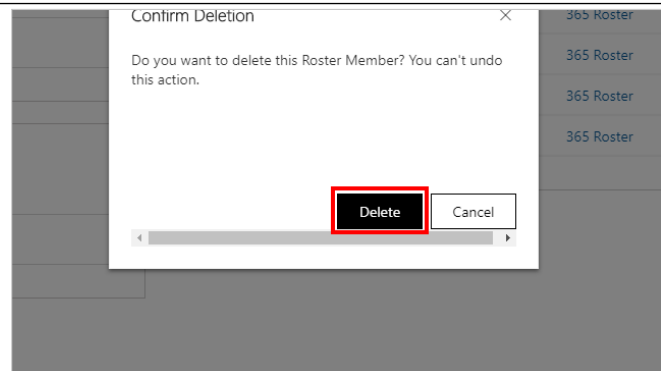 Confirm Deletion
365 Roster
Do you want to delete this Roster Member? You can't undo
this action.
365 Roster
365 Roster
365 Roster
Delete
Cancel